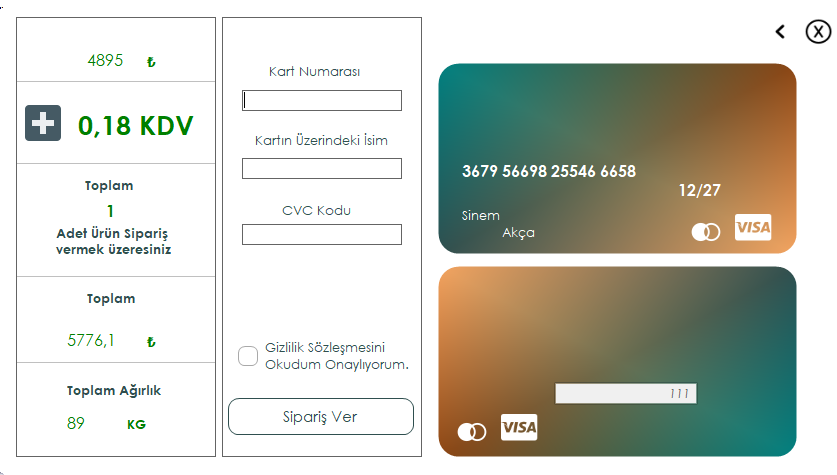 4895 ₺
0,18 KDV
Toplam
1
Adet Ürün Sipariş
vermek üzeresiniz
Toplam
5776,1 ₺
Toplam Ağırlık
89 KG
Kart Numarası
Kartın Üzerindeki İsim
CVC Kodu
Gizlilik Sözleşmesini
Okudum Onaylıyorum.
Sipariş Ver
X
3679 56698 25546 6658
12/27
Sinem
Akça
VISA
111
VISA